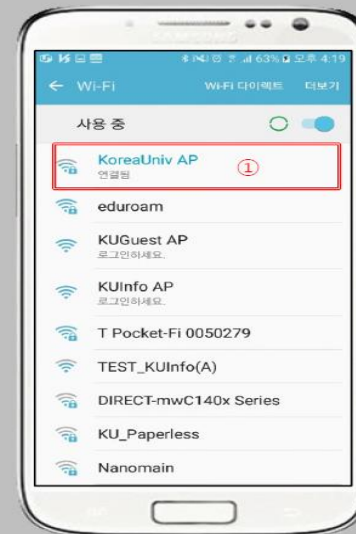 63% 오후 4:19
← Wi-Fi Wi-Fi 다이렉트 더보기
사용 중
KoreaUniv AP
연결됨
①
eduroam
KUGuest AP
로그인하세요.
KUInfo AP
로그인하세요.
T Pocket-Fi 0050279
TEST_KUInfo(A)
DIRECT-mwC140x Series
KU_Paperless
Nanomain